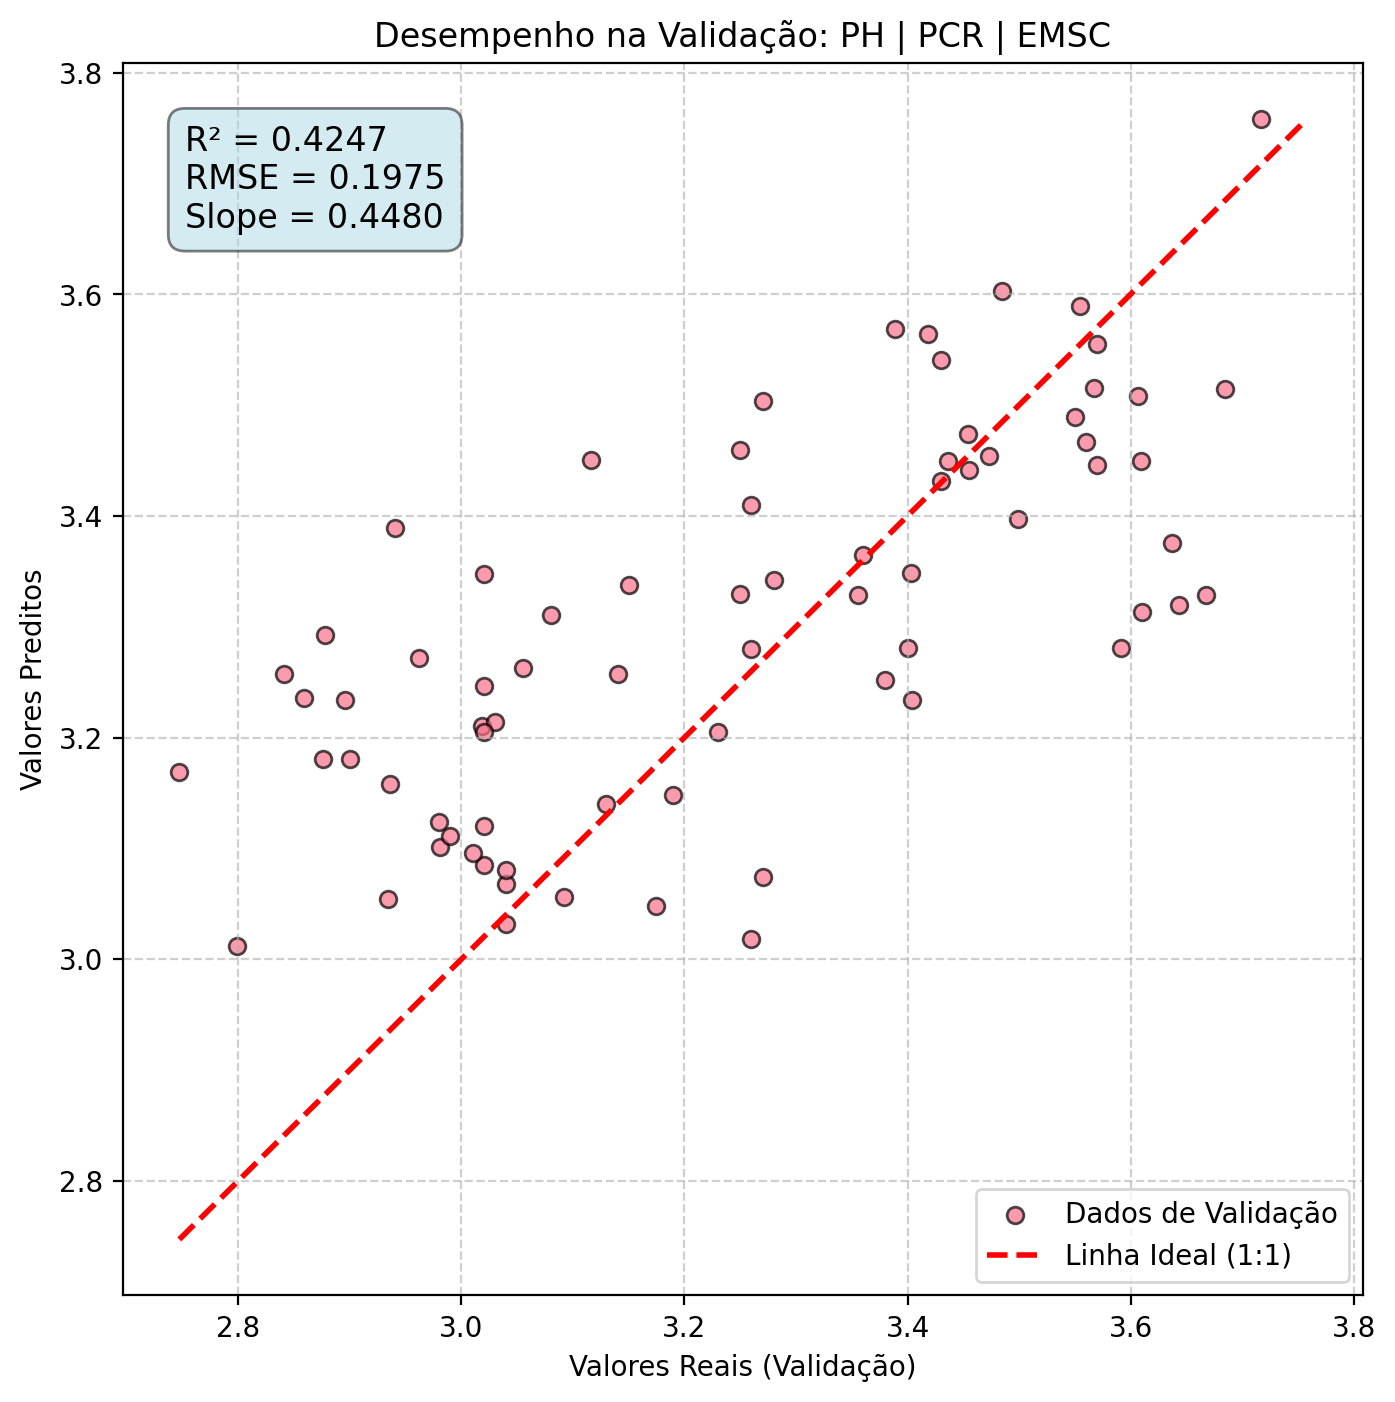 Desempenho na Validação: PH | PCR | EMSC
R² = 0.4247
RMSE = 0.1975
Slope = 0.4480
3.8
3.6
3.4
3.2
3.0
2.8
Valores Preditos
Dados de Validação
Linha Ideal (1:1)
2.8 3.0 3.2 3.4 3.6 3.8
Valores Reais (Validação)